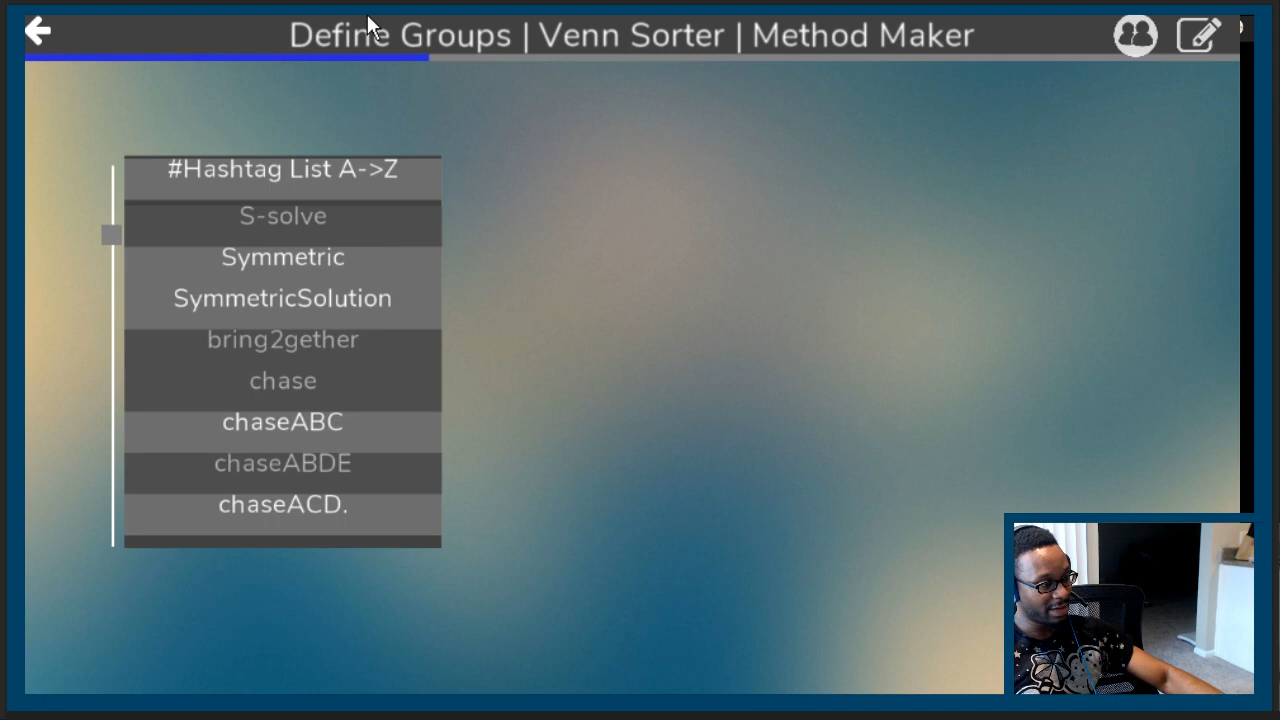 Define Groups | Venn Sorter | Method Maker
#Hashtag List A->Z
S-solve
Symmetric
SymmetricSolution
bring2gether
chase
chaseABC
chaseABDE
chaseACD.